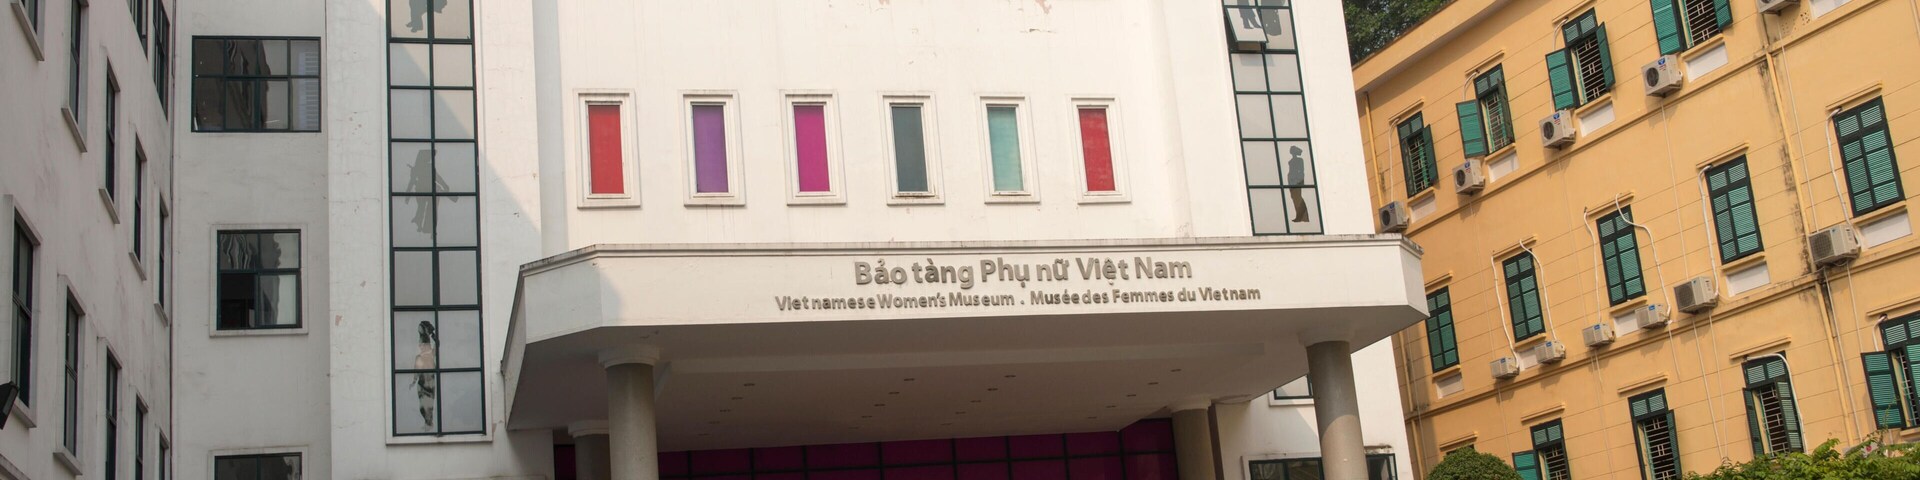 Bảo tàng Phụ nữ Việt Nam
Vietnamese Women's Museum . Musée des Femmes du Vietnam